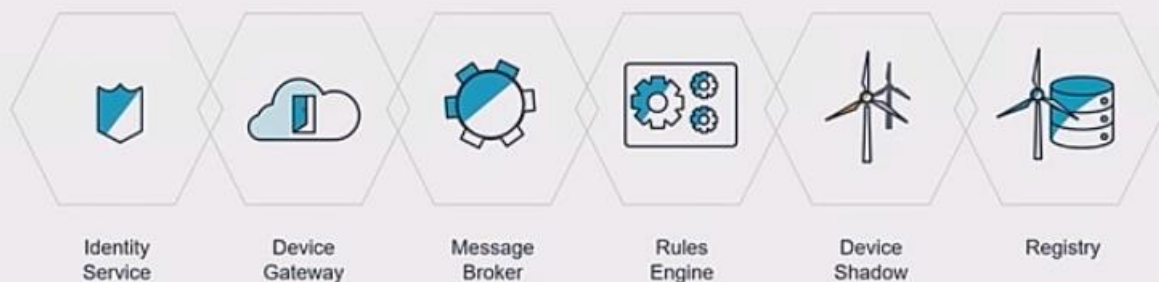 Identity
Service
Device
Gateway
Message
Broker
Rules
Engine
Device
Shadow
Registry